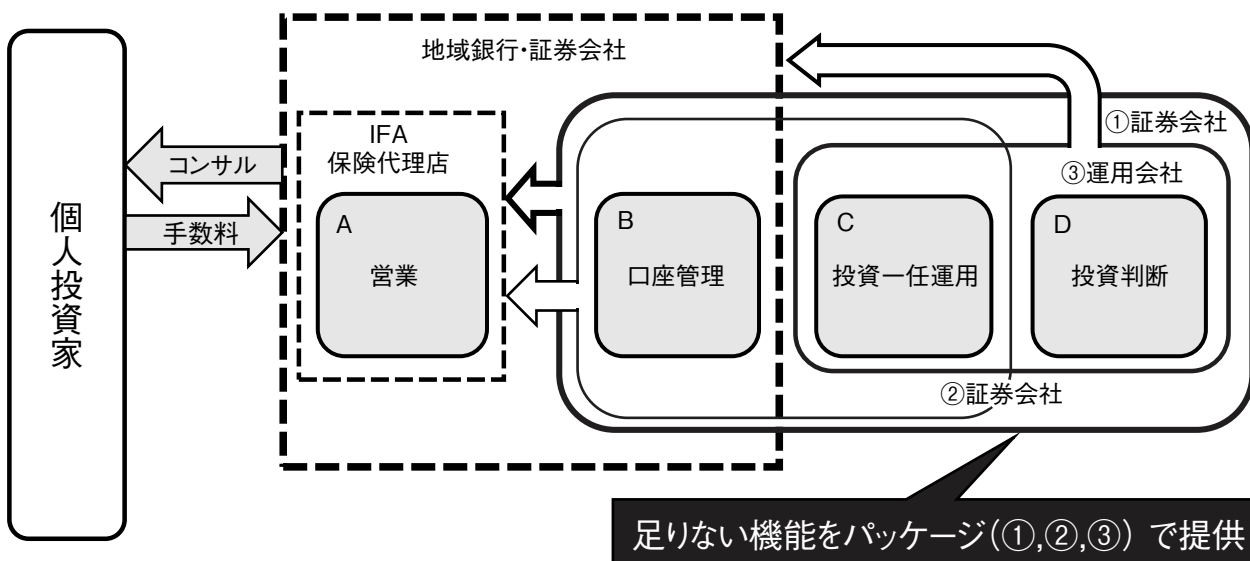 個人投資家
コンサル
手数料
地域銀行・証券会社
IFA
保険代理店
A
営業
B
口座管理
C
投資一任運用
D
投資判断
①証券会社
③運用会社
②証券会社
足りない機能をパッケージ(①,②,③)で提供